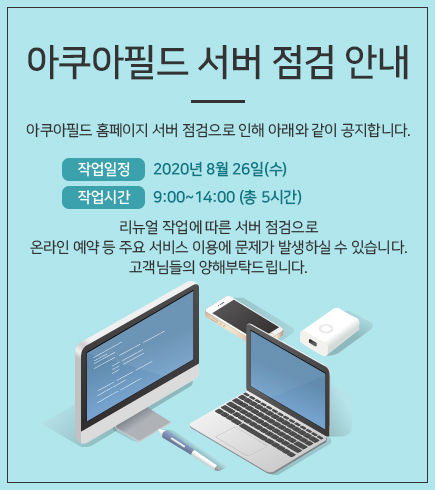 아쿠아필드 서버 점검 안내
아쿠아필드 홈페이지 서버 점검으로 인해 아래와 같이 공지합니다.
작업일정 2020년 8월 26일(수)
작업시간 9:00~14:00 (총 5시간)
리뉴얼 작업에 따른 서버 점검으로
온라인 예약 등 주요 서비스 이용에 문제가 발생하실 수 있습니다.
고객님들의 양해부탁드립니다.